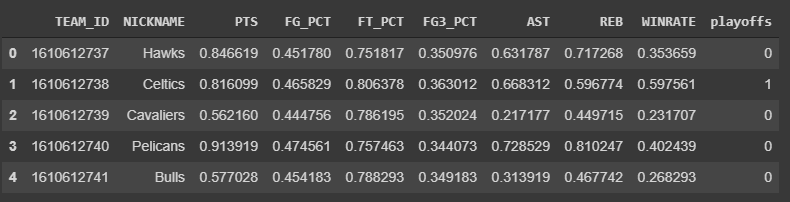 TEAM_ID NICKNAME PTS FG_PCT FT_PCT FG3_PCT AST REB WINRATE playoffs
0 1610612737 Hawks 0.846619 0.451780 0.751817 0.350976 0.631787 0.717268 0.353659 0
1 1610612738 Celtics 0.816099 0.465829 0.806378 0.363012 0.668312 0.596774 0.597561 1
2 1610612739 Cavaliers 0.562160 0.444756 0.786195 0.352024 0.217177 0.449715 0.231707 0
3 1610612740 Pelicans 0.913919 0.474561 0.757463 0.344073 0.728529 0.810247 0.402439 0
4 1610612741 Bulls 0.577028 0.454183 0.788293 0.349183 0.313919 0.467742 0.268293 0